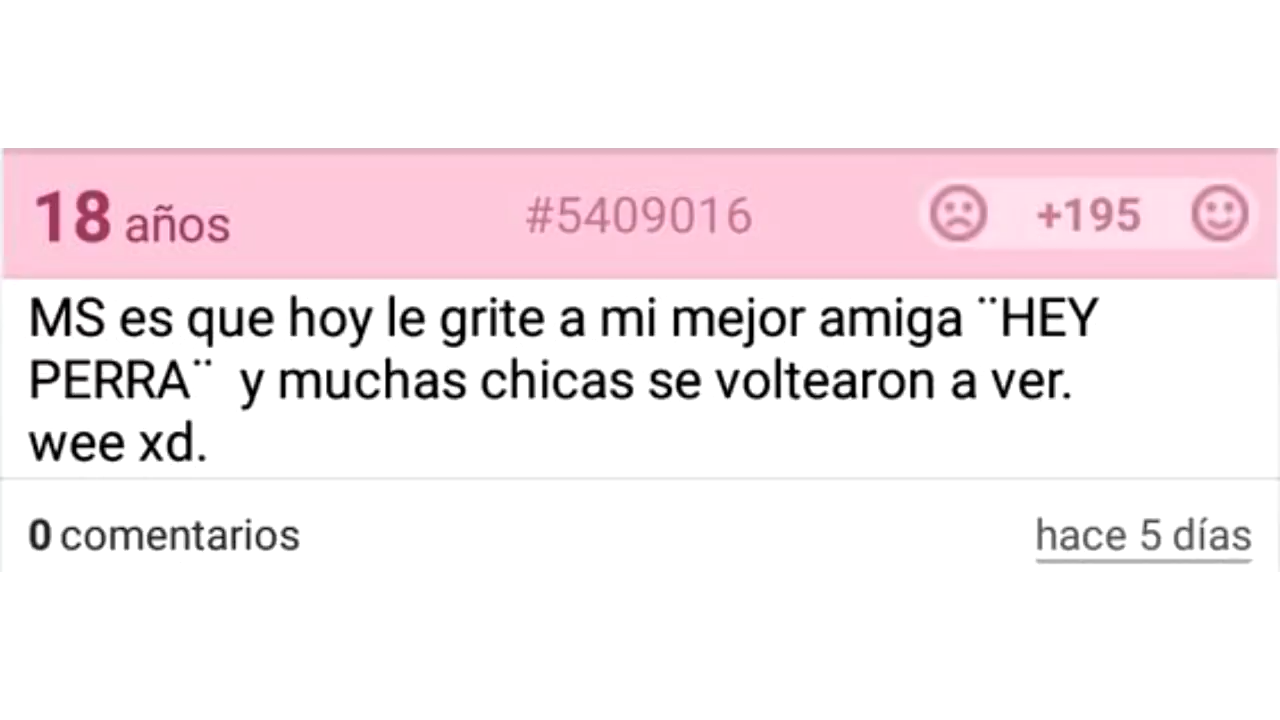 18 años #5409016 +195
MS es que hoy le grite a mi mejor amiga ¨HEY
PERRA¨  y muchas chicas se voltearon a ver.
wee xd.
0 comentarios hace 5 días